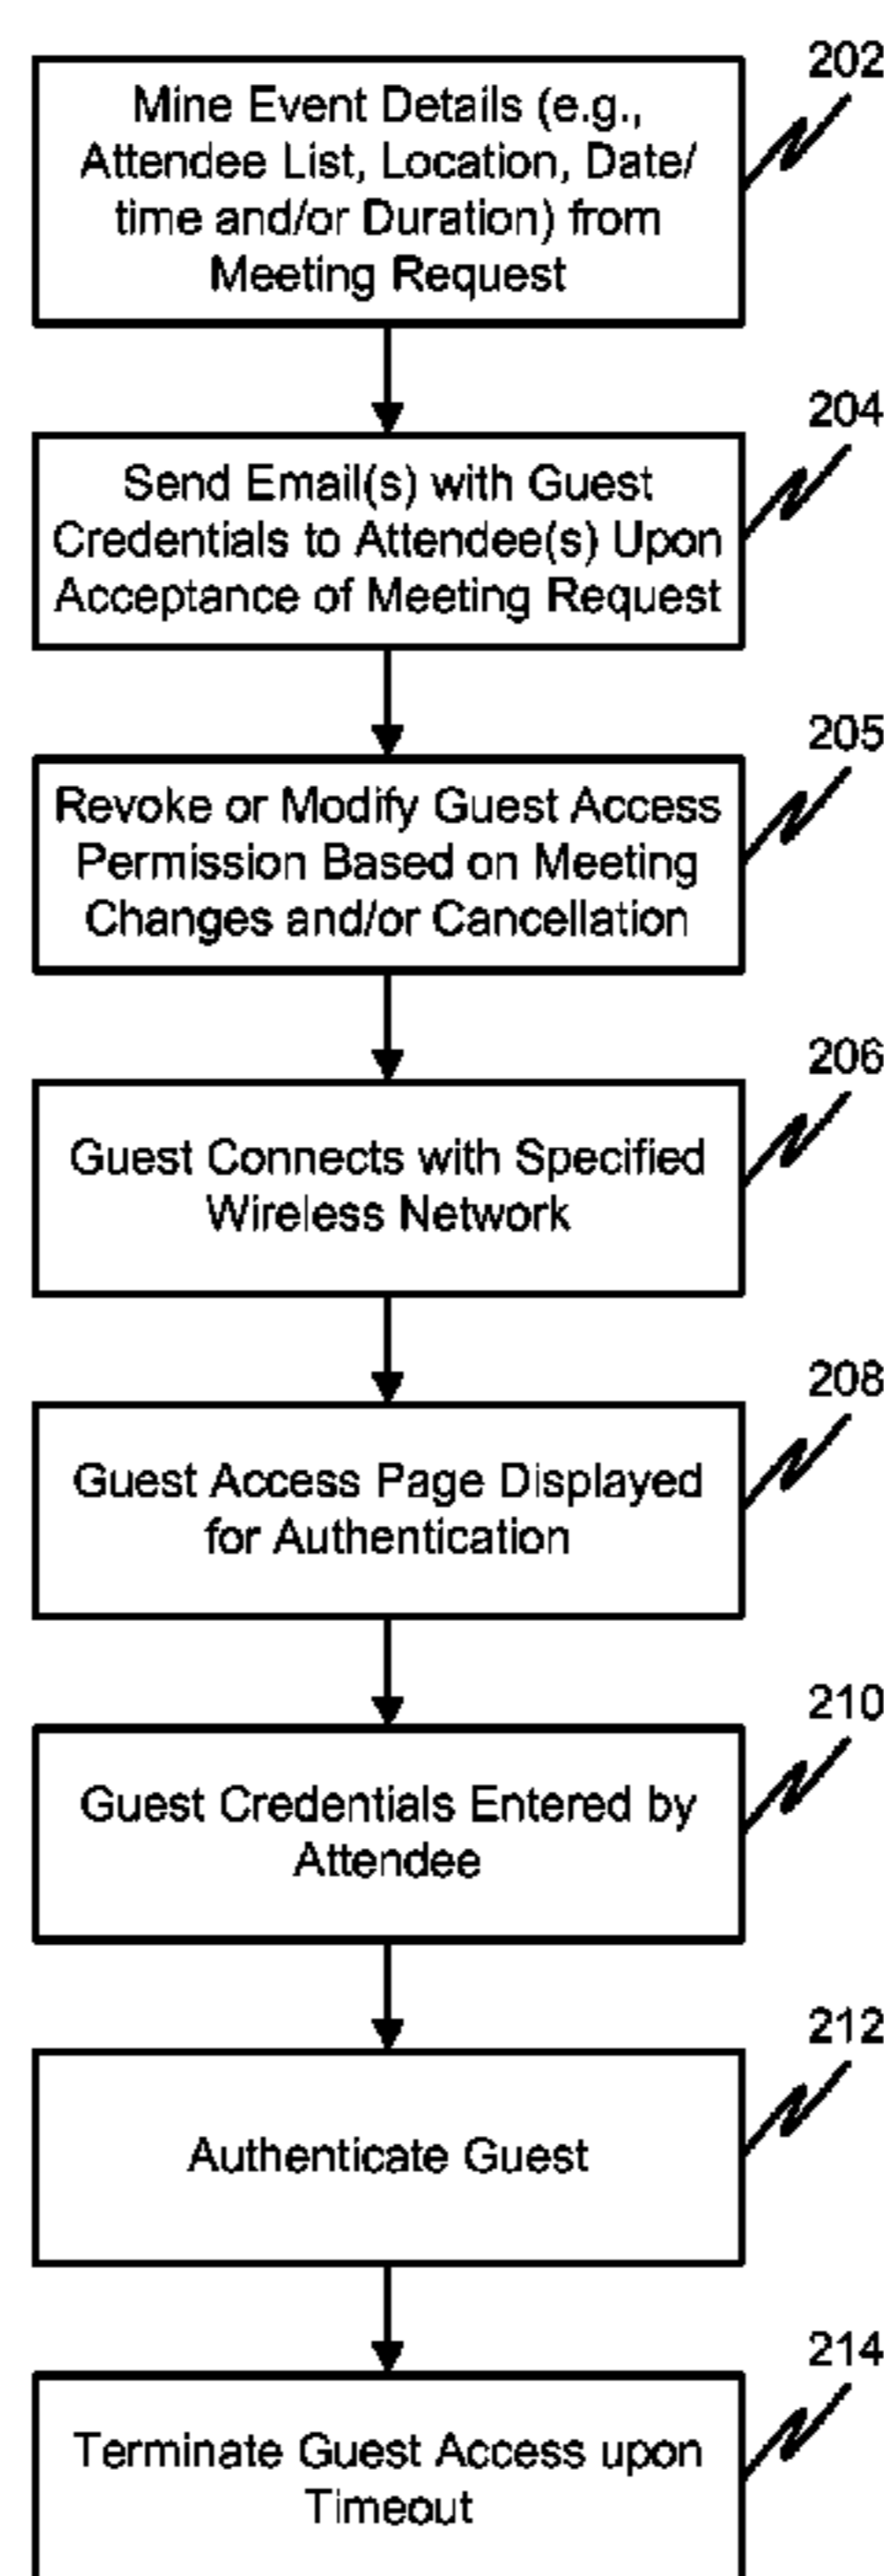 202
Mine Event Details (e.g.,
Attendee List, Location, Date/
time and/or Duration) from
Meeting Request
204
Send Email(s) with Guest
Credentials to Attendee(s) Upon
Acceptance of Meeting Request
205
Revoke or Modify Guest Access
Permission Based on Meeting
Changes and/or Cancellation
206
Guest Connects with Specified
Wireless Network
208
Guest Access Page Displayed
for Authentication
210
Guest Credentials Entered by
Attendee
212
Authenticate Guest
214
Terminate Guest Access upon
Timeout